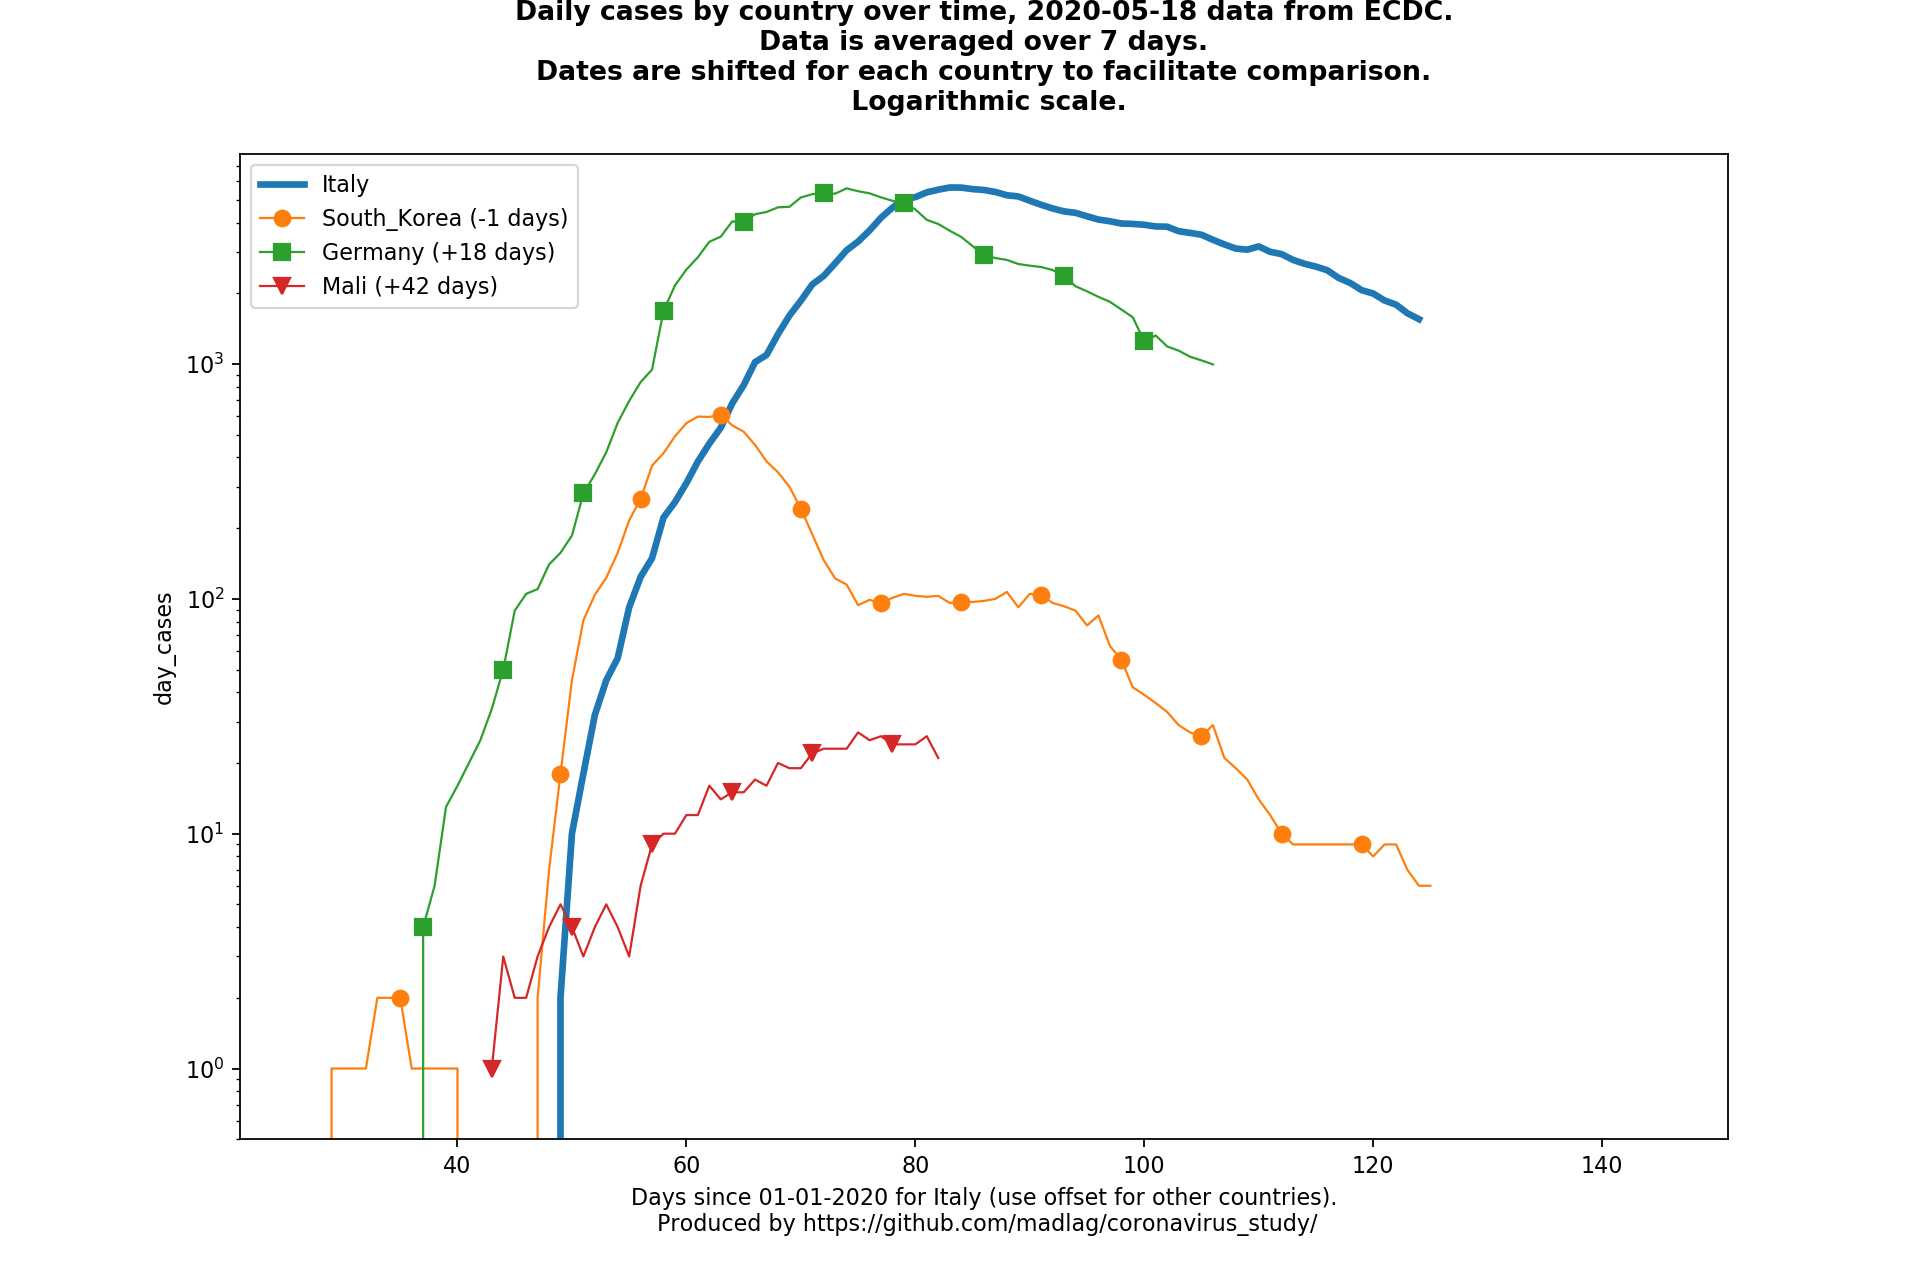 Daily cases by country over time, 2020-05-18 data from ECDC.
Data is averaged over 7 days.
Dates are shifted for each country to facilitate comparison.
Logarithmic scale.
Italy
South_Korea (-1 days)
Germany (+18 days)
Mali (+42 days)
day_cases
10³
10²
10¹
10⁰
40 60 80 100 120 140
Days since 01-01-2020 for Italy (use offset for other countries).
Produced by https://github.com/madlag/coronavirus_study/